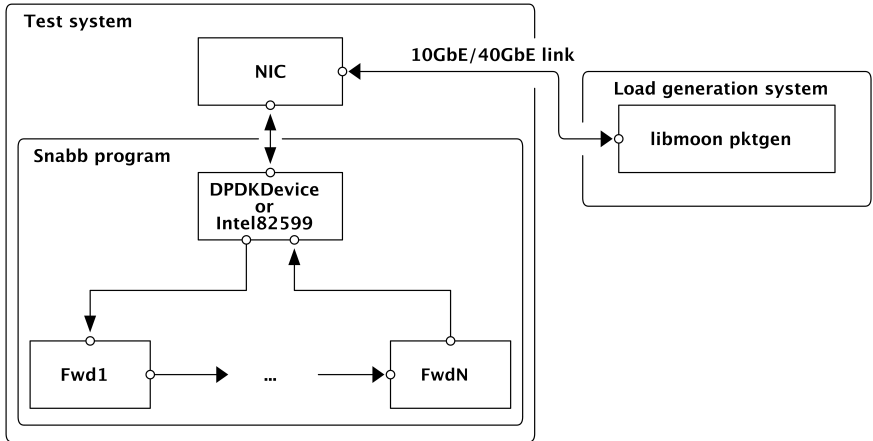 Test system
NIC
10GbE/40GbE link
Load generation system
libmoon pktgen
Snabb program
DPDKDevice
or
Intel82599
Fwd1
...
FwdN